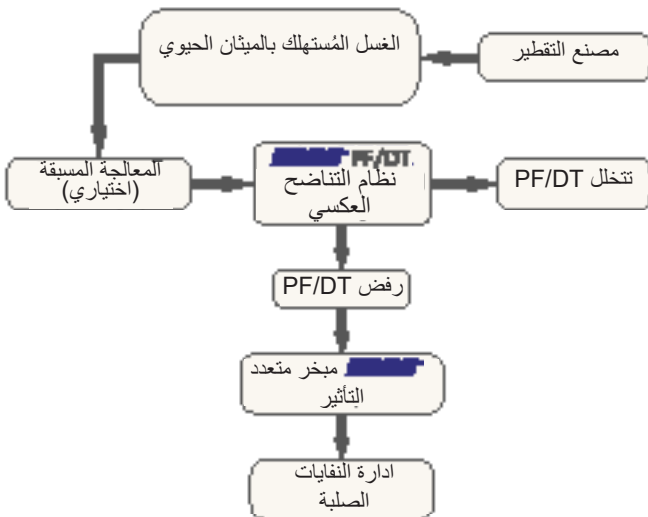 مصنع التقطير
الغسل المُستهلك بالميثان الحيوي
المعالجة المسبقة
(اختياري)
PF/DT
نظام التناضح
العكسي
تتخلل PF/DT
رفض PF/DT
مبخر متعدد
التأثير
ادارة النفايات
الصلبة